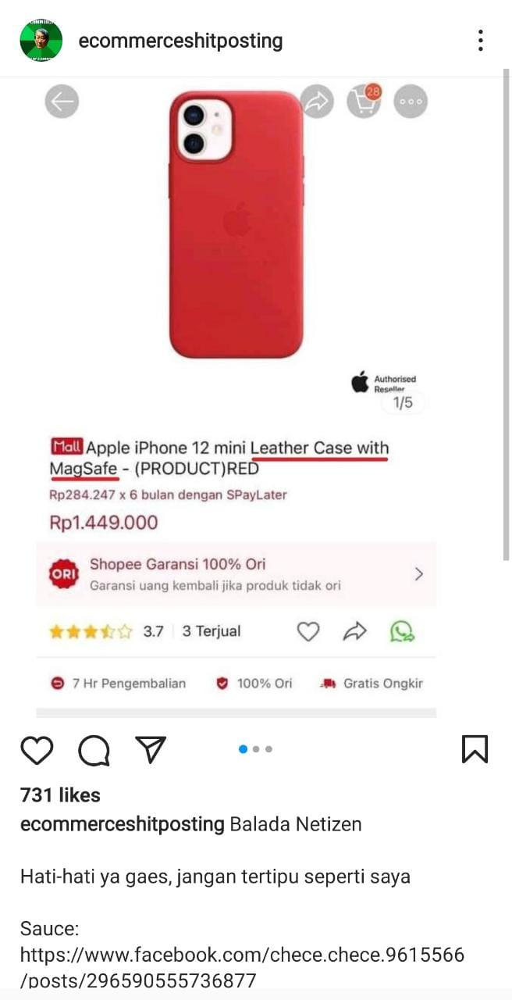 ecommerceshitposting
28
Authorised
Reseller
1/5
Mall Apple iPhone 12 mini Leather Case with
MagSafe - (PRODUCT)RED
Rp284.247 x 6 bulan dengan SPayLater
Rp1.449.000
ORI
Shopee Garansi 100% Ori
Garansi uang kembali jika produk tidak ori
3.7
3 Terjual
7 Hr Pengembalian
100% Ori
Gratis Ongkir
731 likes
ecommerceshitposting Balada Netizen
Hati-hati ya gaes, jangan tertipu seperti saya
Sauce:
https://www.facebook.com/chece.chece.9615566
/posts/296590555736877